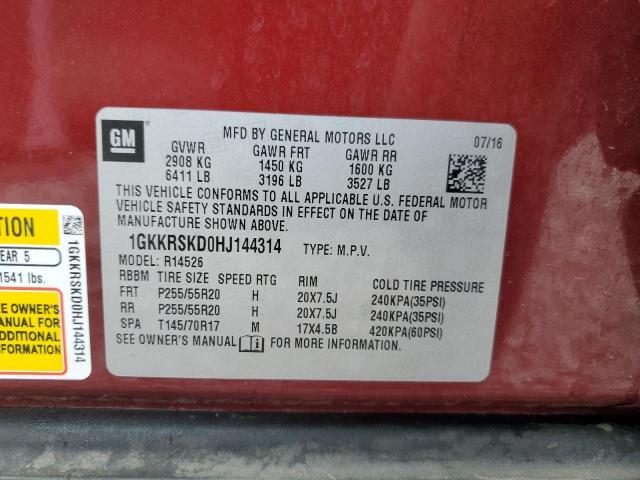 GM
MFD BY GENERAL MOTORS LLC
07/16
GVWR GAWR FRT GAWR RR
2908 KG 1450 KG 1600 KG
6411 LB 3196 LB 3527 LB
THIS VEHICLE CONFORMS TO ALL APPLICABLE U.S. FEDERAL MOTOR
VEHICLE SAFETY STANDARDS IN EFFECT ON THE DATE OF
MANUFACTURE SHOWN ABOVE.
1GKKRSKD0HJ144314 TYPE: M.P.V.
MODEL: R14526
RBBM TIRE SIZE SPEED RTG RIM COLD TIRE PRESSURE
FRT P255/55R20 H 20X7.5J 240KPA(35PSI)
RR P255/55R20 H 20X7.5J 240KPA(35PSI)
SPA T145/70R17 M 17X4.5B 420KPA(60PSI)
SEE OWNER'S MANUAL i FOR MORE INFORMATION.
TION
EAR 5
1541 lbs.
E OWNER'S
ANUAL FOR
DDITIONAL
ORMATION
1GKKRSKD0HJ144314